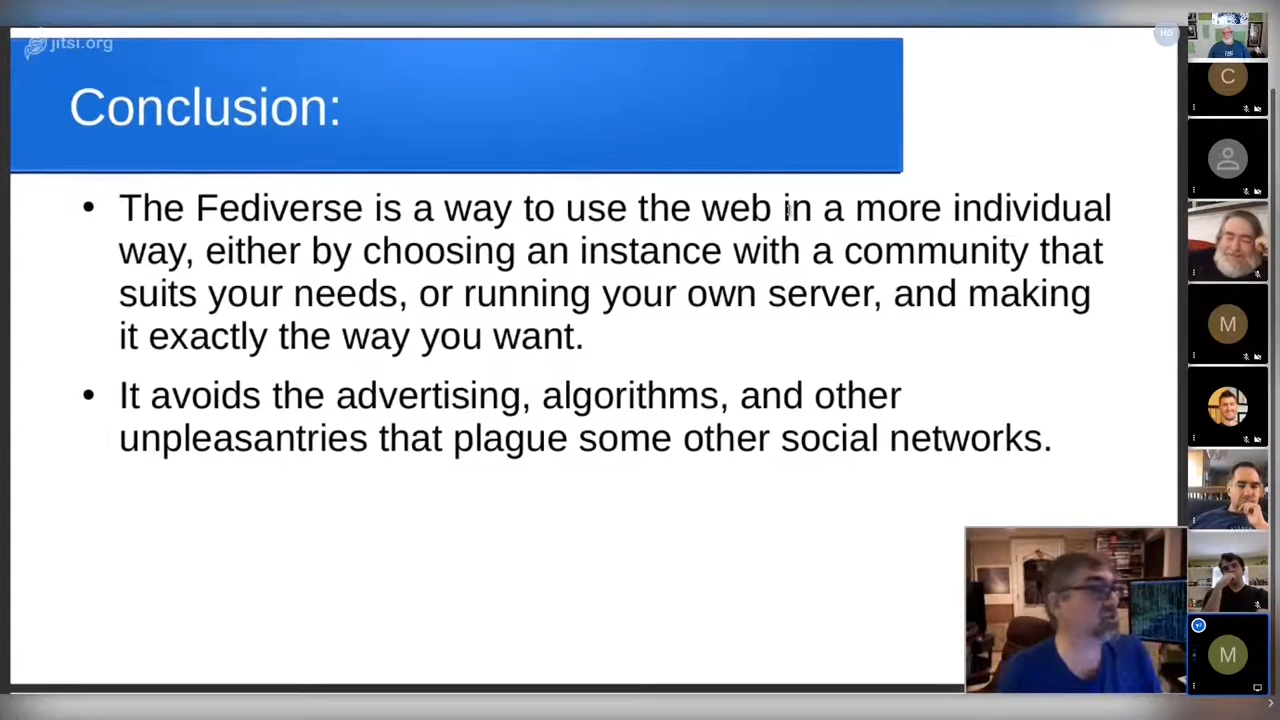 jitsi.org
HD
Conclusion:
• The Fediverse is a way to use the web in a more individual
way, either by choosing an instance with a community that
suits your needs, or running your own server, and making
it exactly the way you want.
• It avoids the advertising, algorithms, and other
unpleasantries that plague some other social networks.
C
M
M